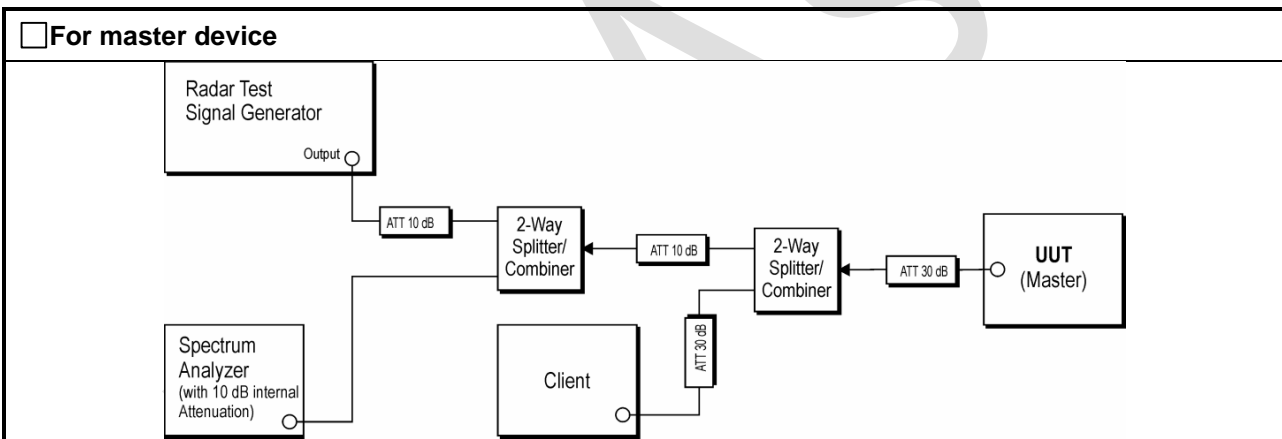 ☐For master device
Radar Test
Signal Generator
Output
ATT 10 dB
2-Way
Splitter/
Combiner
ATT 10 dB
2-Way
Splitter/
Combiner
ATT 30 dB
UUT
(Master)
Spectrum
Analyzer
(with 10 dB internal
Attenuation)
Client
ATT 30 dB